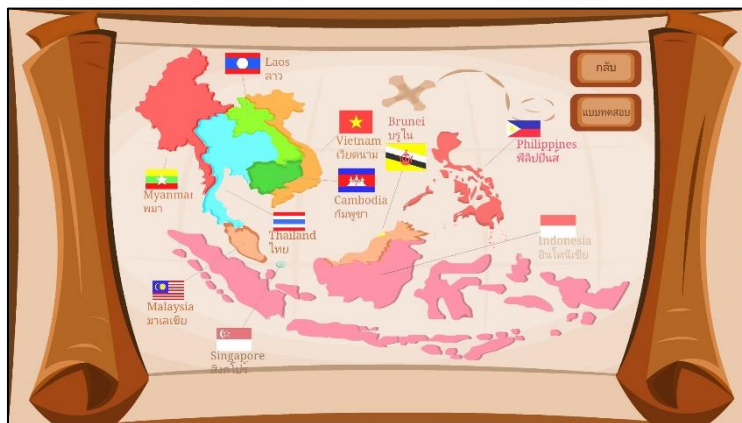 Laos
ลาว
กลับ
แบบทดสอบ
Vietnam
เวียดนาม
Brunei
บรูไน
Philippines
ฟิลิปปินส์
Myanmar
พม่า
Cambodia
กัมพูชา
Thailand
ไทย
Indonesia
อินโดนีเซีย
Malaysia
มาเลเซีย
Singapore
สิงคโปร์